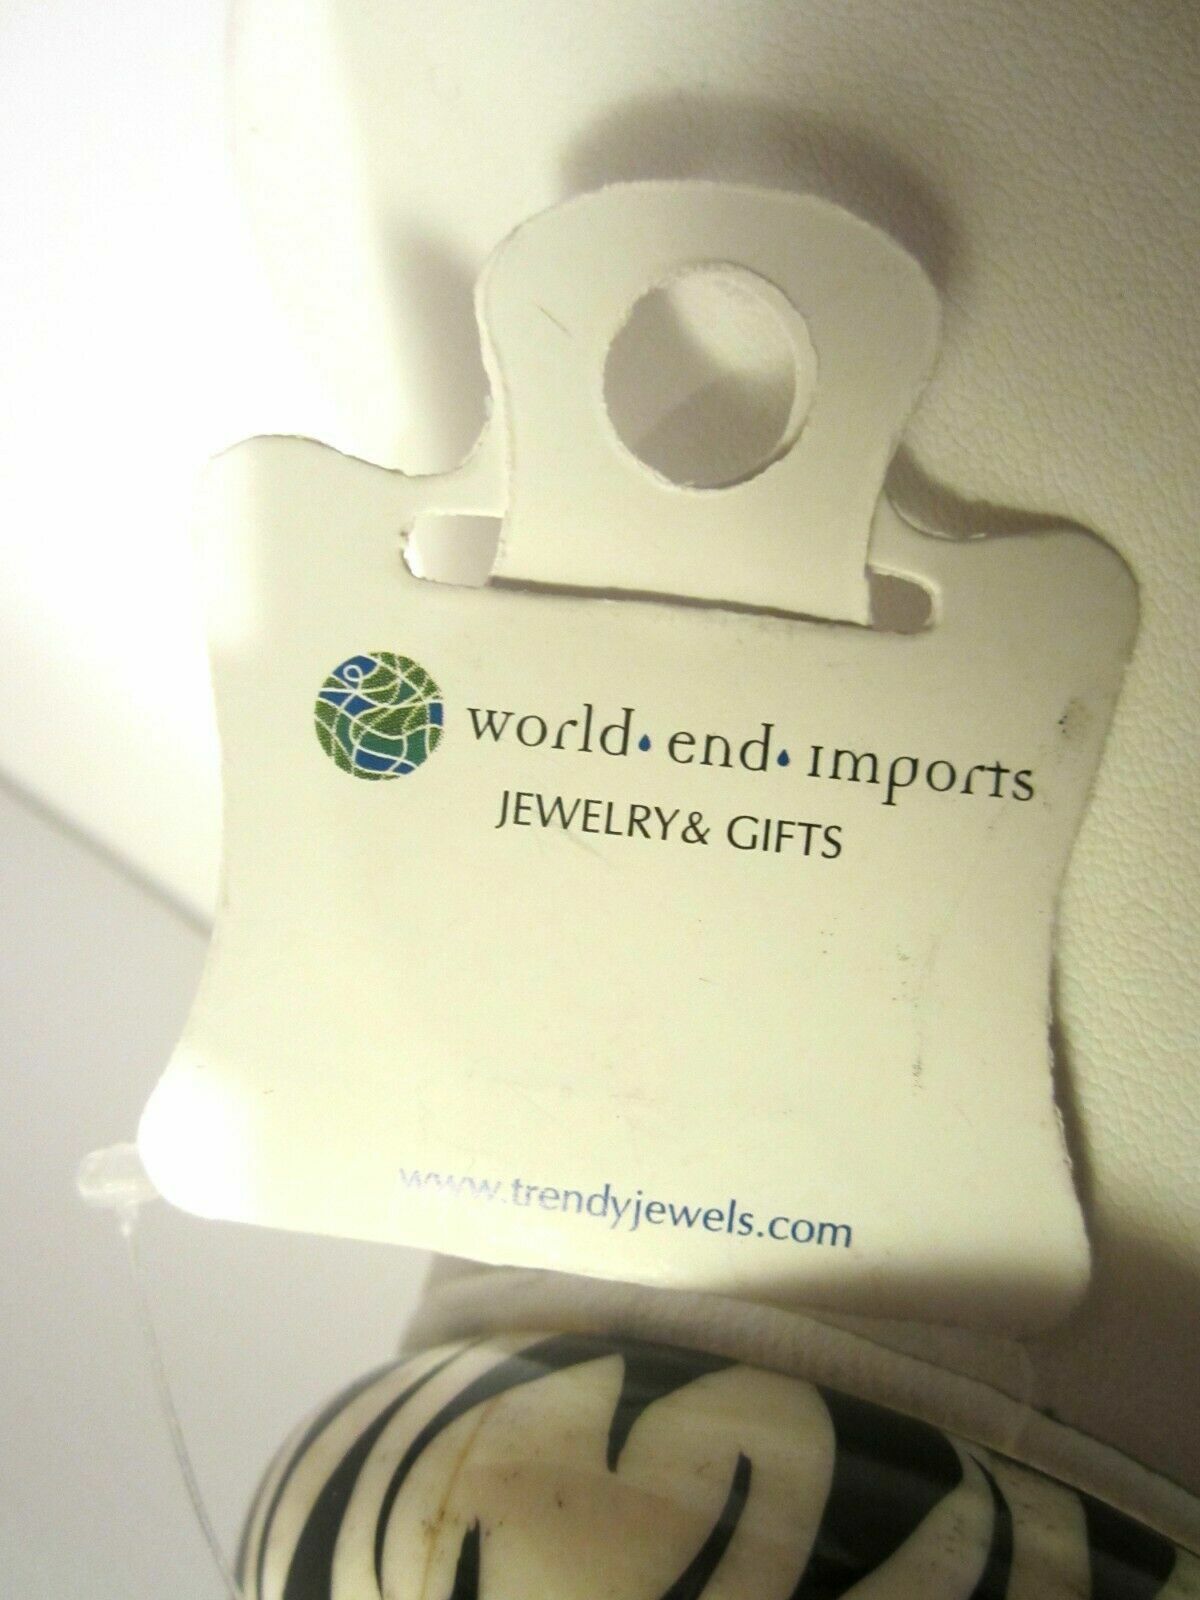 world·end·imports
JEWELRY& GIFTS
www.trendyjewels.com